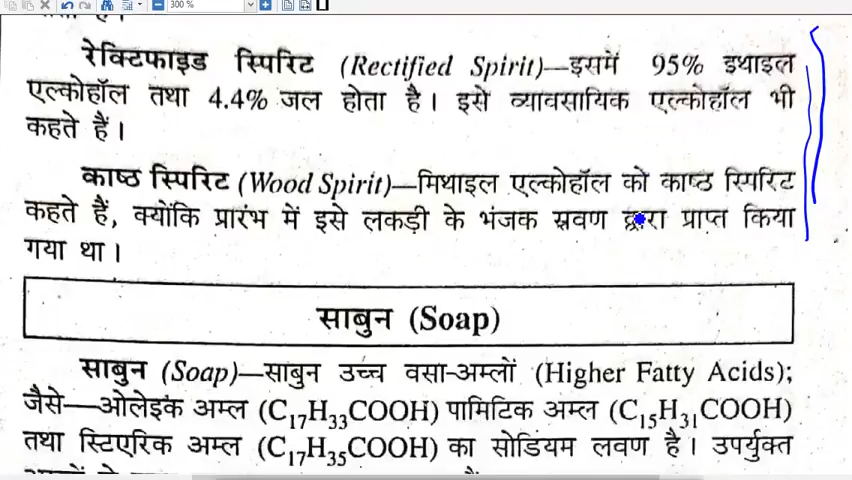 300 %
रेक्टिफाइड स्पिरिट (Rectified Spirit)—इसमें 95% इथाइल
एल्कोहॉल तथा 4.4% जल होता है। इसे व्यावसायिक एल्कोहॉल भी
कहते हैं।
काष्ठ स्पिरिट (Wood Spirit)—मिथाइल एल्कोहॉल को काष्ठ स्पिरिट
कहते हैं, क्योंकि प्रारंभ में इसे लकड़ी के भंजक स्रवण द्वारा प्राप्त किया
गया था।
साबुन (Soap)
साबुन (Soap)—साबुन उच्च वसा-अम्लों (Higher Fatty Acids);
जैसे—ओलेइक अम्ल (C₁₇H₃₃COOH) पामिटिक अम्ल (C₁₅H₃₁COOH)
तथा स्टिएरिक अम्ल (C₁₇H₃₅COOH) का सोडियम लवण है। उपर्युक्त